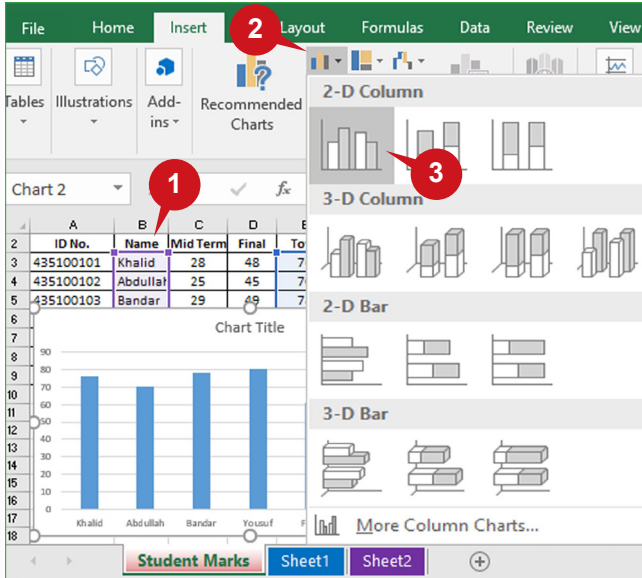 File Home Insert Layout Formulas Data Review View
2
Tables Illustrations Add-ins Recommended Charts
2-D Column
3
3-D Column
2-D Bar
3-D Bar
More Column Charts...
Chart 2 fx
1
A B C D
2 ID No. Name Mid Term Final
3 435100101 Khalid 28 48
4 435100102 Abdullah 25 45
5 435100103 Bandar 29 49
6
7
8
9
10
11
12
13
14
15
16
17
18
Chart Title
90
80
70
60
50
40
30
20
10
0
Khalid Abdullah Bandar Yousuf
Student Marks Sheet1 Sheet2